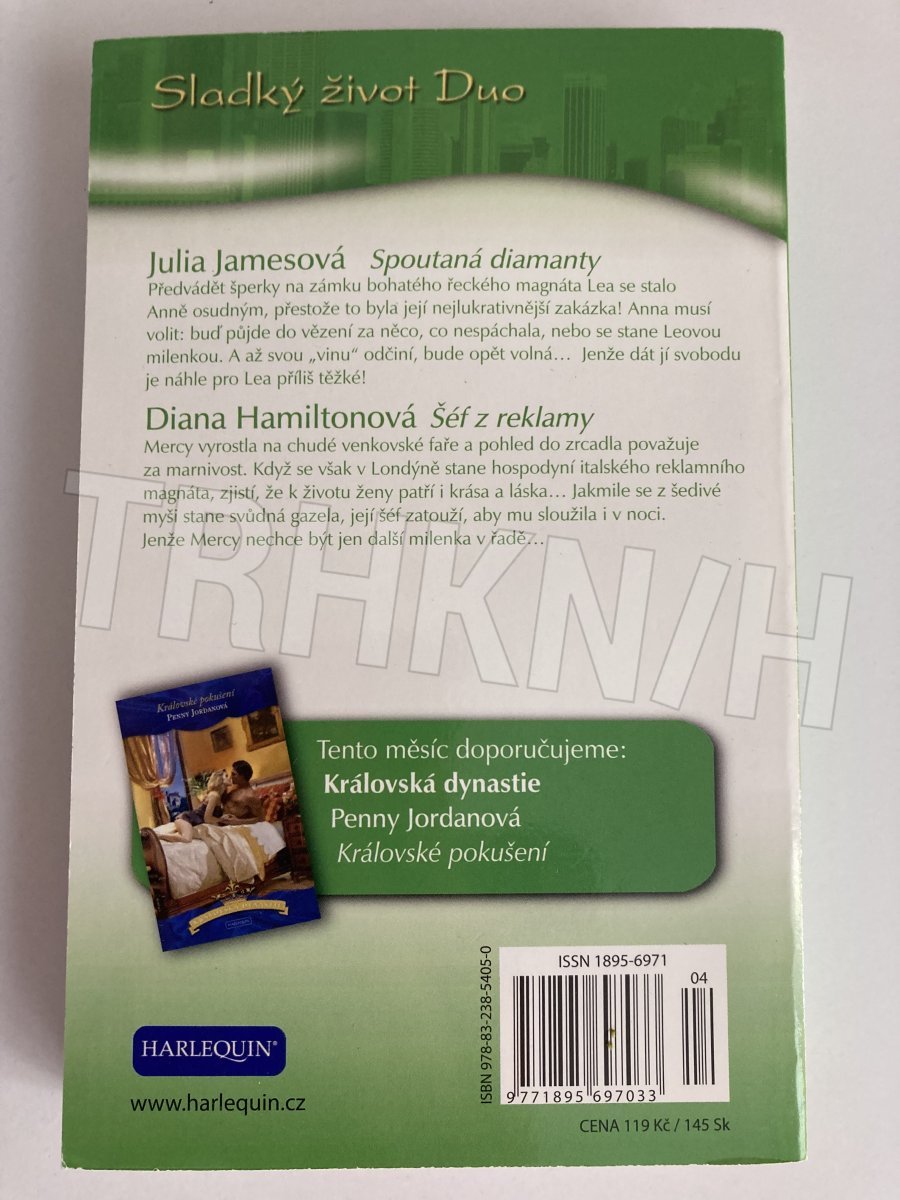 Sladký život Duo
Julia Jamesová Spoutaná diamanty
Předvádět šperky na zámku bohatého řeckého magnáta Lea se stalo
Anně osudným, přestože to byla její nejlukrativnější zakázka! Anna musí
volit: buď půjde do vězení za něco, co nespáchala, nebo se stane Leovou
milenkou. A až svou „vinu“ odčiní, bude opět volná… Jenže dát jí svobodu
je náhle pro Lea příliš těžké!
Diana Hamiltonová Šéf z reklamy
Mercy vyrostla na chudé venkovské faře a pohled do zrcadla považuje
za marnivost. Když se však v Londýně stane hospodyní italského reklamního
magnáta, zjistí, že k životu ženy patří i krása a láska… Jakmile se z šedivé
myši stane svůdná gazela, její šéf zatouží, aby mu sloužila i v noci.
Jenže Mercy nechce být jen další milenka v řadě…
TRHKN/H
Královské pokušení
Penny Jordanová
HARLEQUIN
Tento měsíc doporučujeme:
Královská dynastie
Penny Jordanová
Královské pokušení
ISBN 978-83-238-5405-0
ISSN 1895-6971
04
9771895697033
HARLEQUIN®
www.harlequin.cz
CENA 119 Kč / 145 Sk